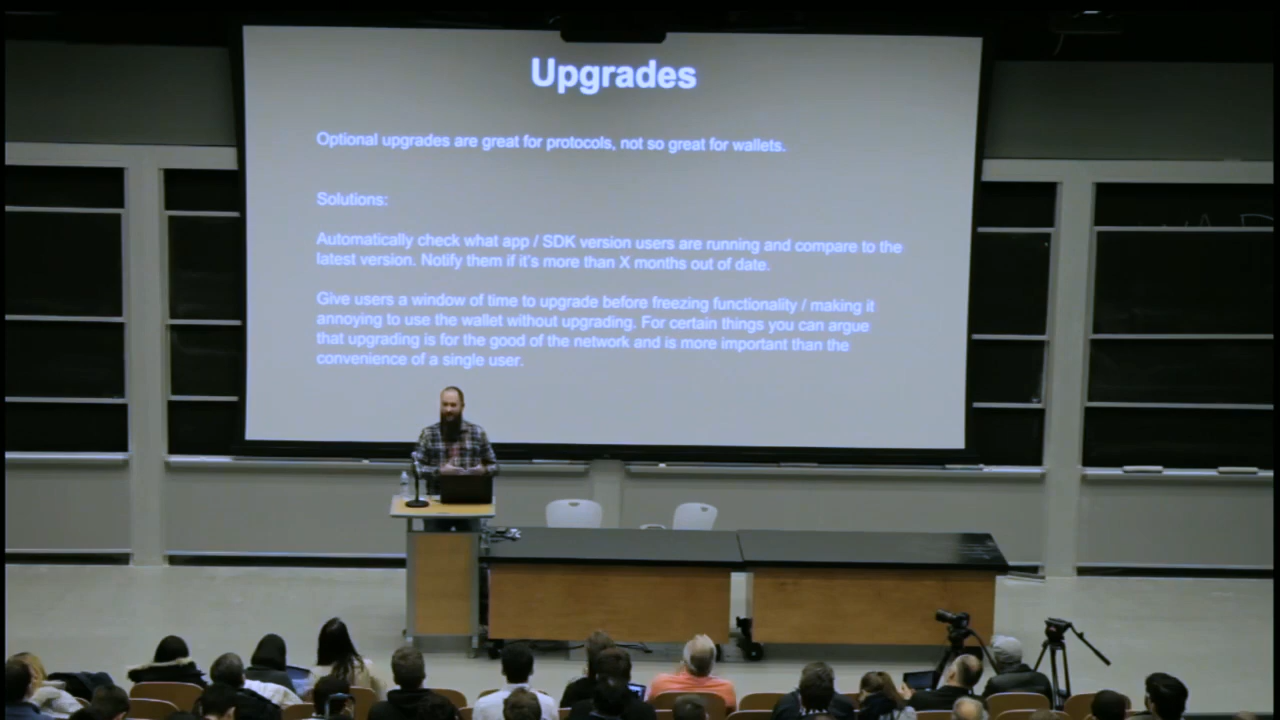 Upgrades
Optional upgrades are great for protocols, not so great for wallets.
Solutions:
Automatically check what app / SDK version users are running and compare to the
latest version. Notify them if it's more than X months out of date.
Give users a window of time to upgrade before freezing functionality / making it
annoying to use the wallet without upgrading. For certain things you can argue
that upgrading is for the good of the network and is more important than the
convenience of a single user.